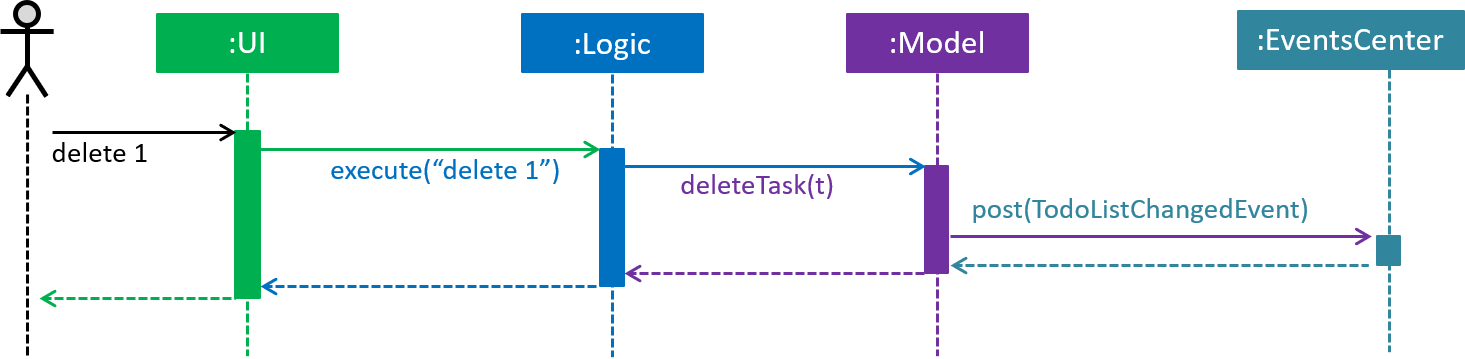 :UI
:Logic
:Model
:EventsCenter
delete 1
execute(“delete 1”)
deleteTask(t)
post(TodoListChangedEvent)